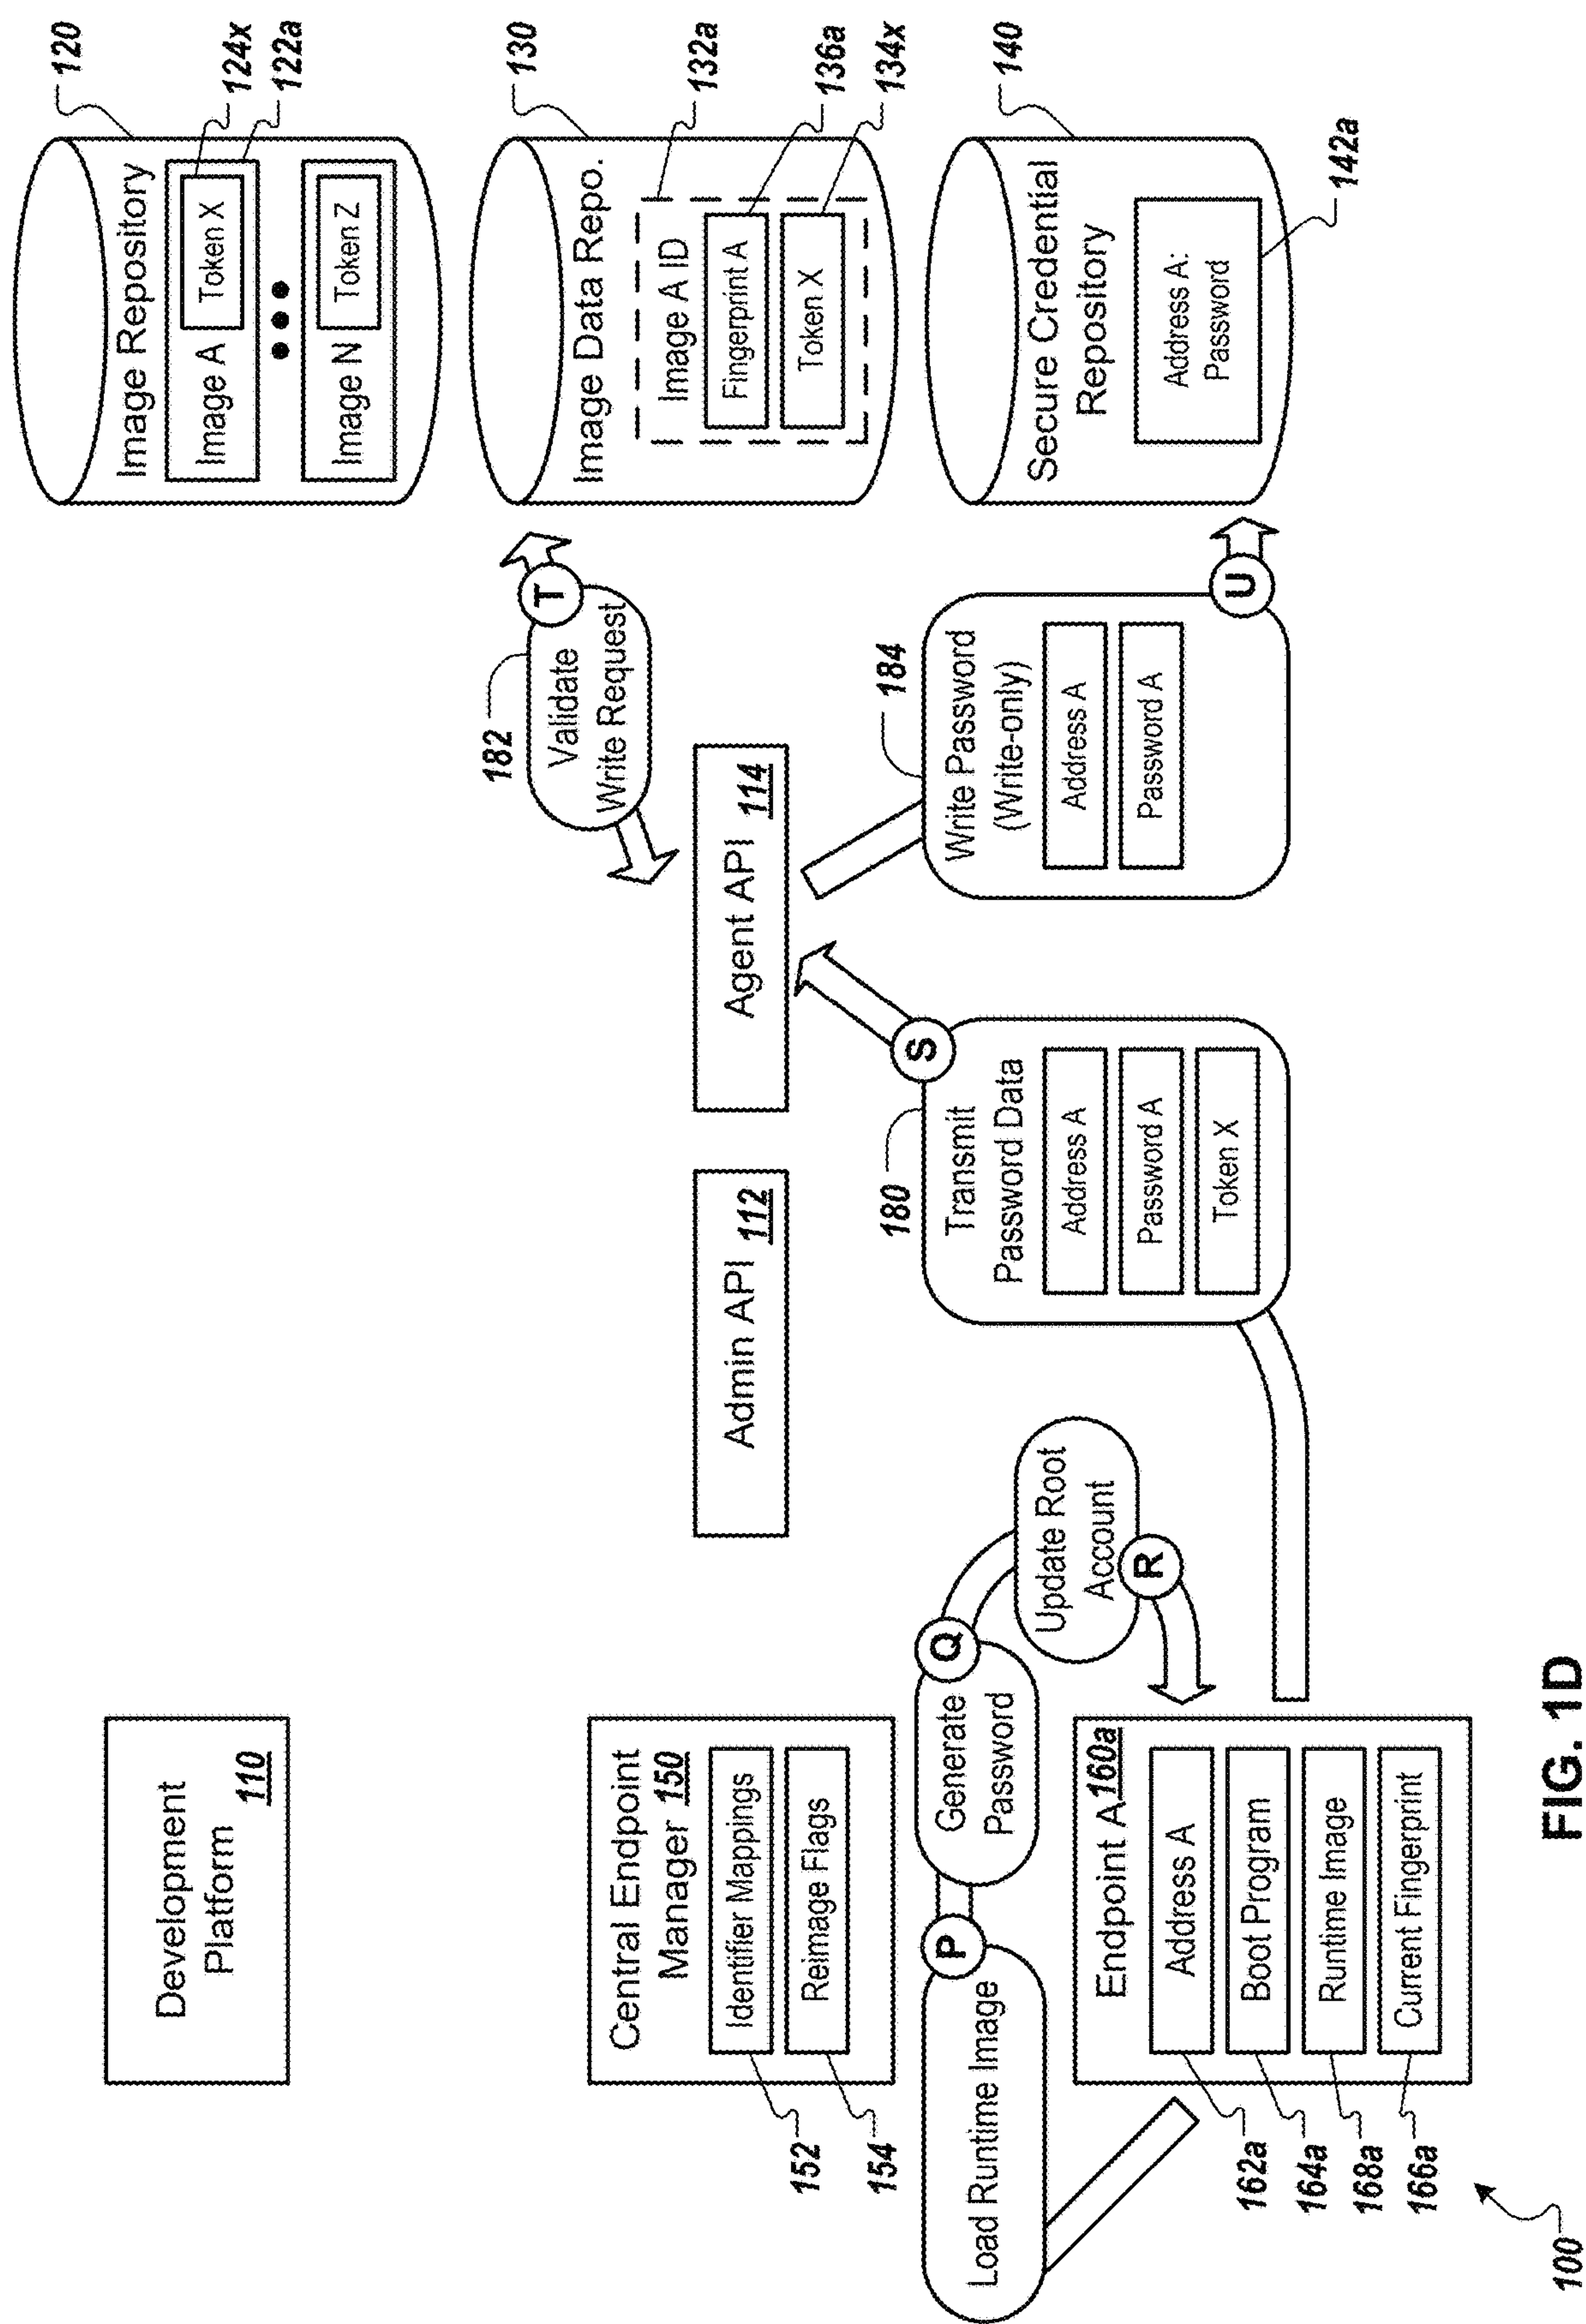 Development
Platform
110
Image Repository
120
Image A
Token X
124x
122a
Image N
Token Z
Central Endpoint
Manager 150
Identifier Mappings
Reimage Flags
152
154
Admin API 112
Agent API 114
182
Validate
Write Request
T
Image Data Repo.
130
Image A ID
132a
Fingerprint A
136a
Token X
134x
Load Runtime Image
P
Generate
Password
Q
Update Root
Account
R
Endpoint A 160a
Address A
Boot Program
Runtime Image
Current Fingerprint
162a
164a
168a
166a
180
Transmit
Password Data
S
Address A
Password A
Token X
184
Write Password
(Write-only)
Address A
Password A
U
Secure Credential
Repository
140
Address A:
Password
142a
100
FIG. 1D